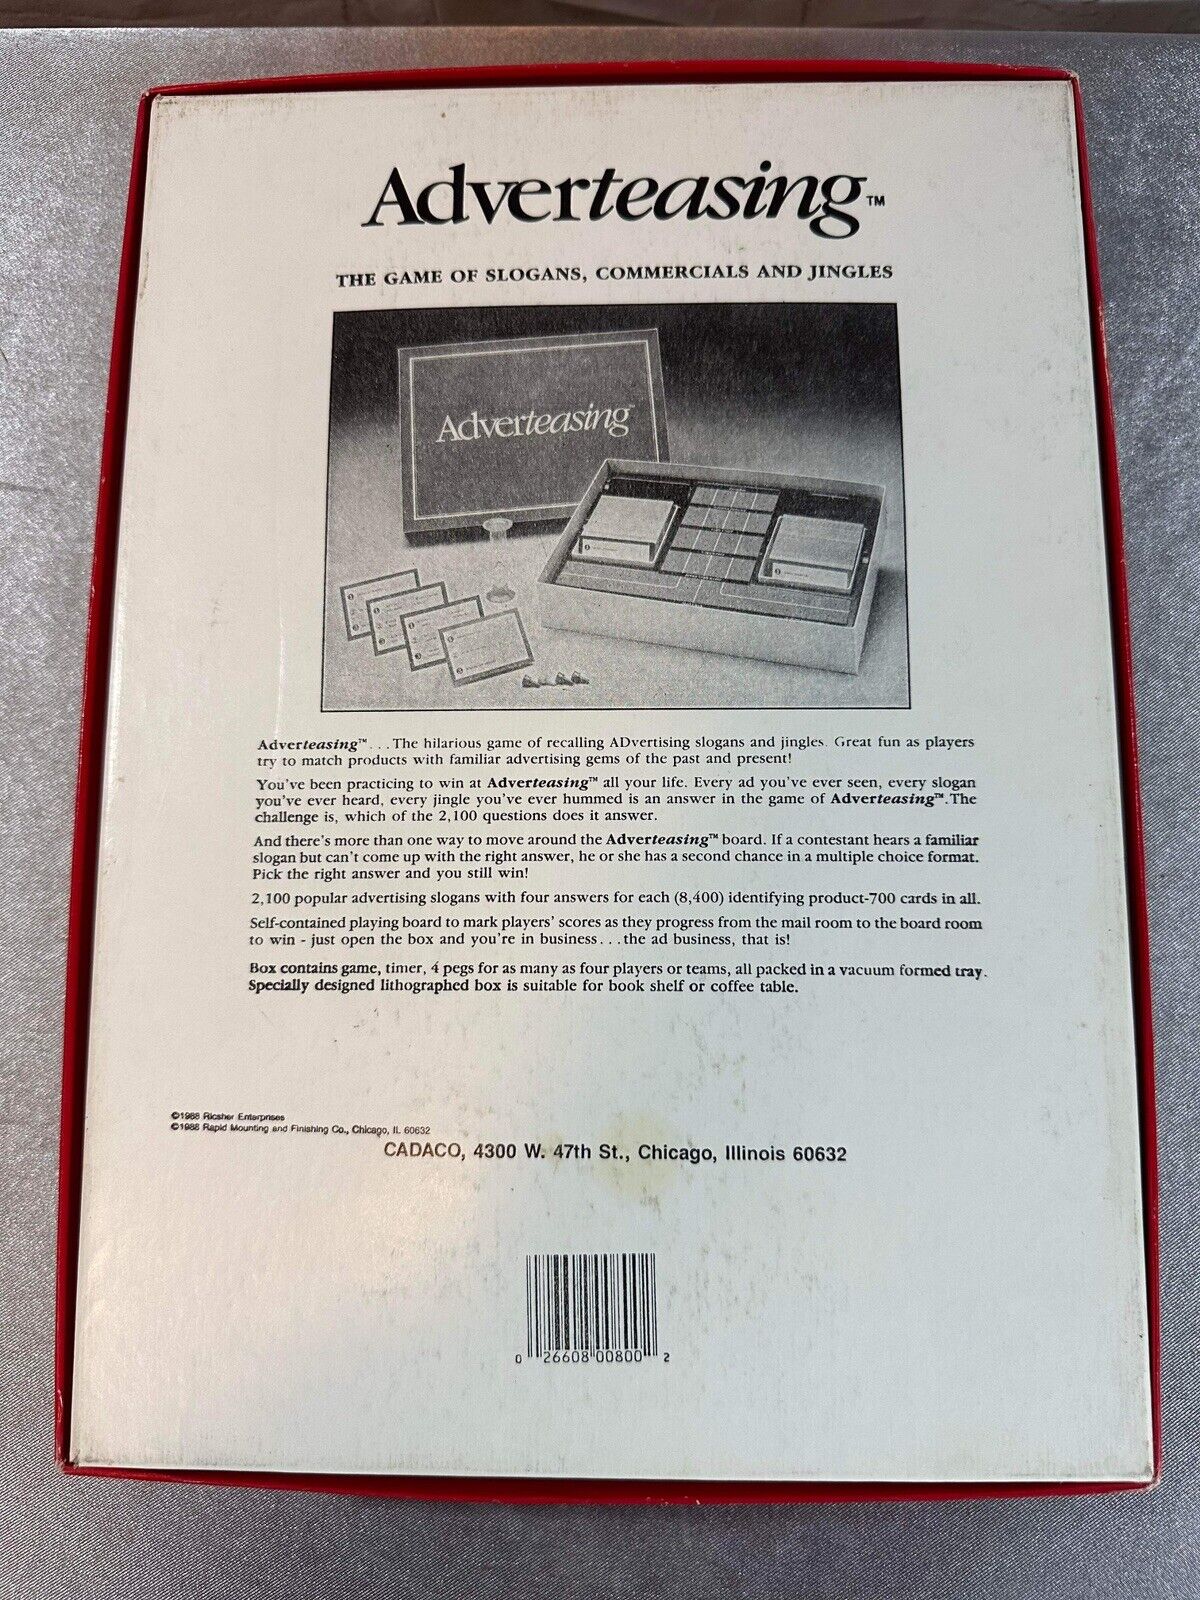 Adverteasing™
THE GAME OF SLOGANS, COMMERCIALS AND JINGLES
Adverteasing
Adverteasing™. . .The hilarious game of recalling ADvertising slogans and jingles. Great fun as players
try to match products with familiar advertising gems of the past and present!
You've been practicing to win at Adverteasing™ all your life. Every ad you've ever seen, every slogan
you've ever heard, every jingle you've ever hummed is an answer in the game of Adverteasing™.The
challenge is, which of the 2,100 questions does it answer.
And there's more than one way to move around the Adverteasing™ board. If a contestant hears a familiar
slogan but can't come up with the right answer, he or she has a second chance in a multiple choice format.
Pick the right answer and you still win!
2,100 popular advertising slogans with four answers for each (8,400) identifying product-700 cards in all.
Self-contained playing board to mark players' scores as they progress from the mail room to the board room
to win - just open the box and you're in business. . .the ad business, that is!
Box contains game, timer, 4 pegs for as many as four players or teams, all packed in a vacuum formed tray.
Specially designed lithographed box is suitable for book shelf or coffee table.
©1988 Ricsher Enterprises
©1988 Rapid Mounting and Finishing Co., Chicago, IL 60632
CADACO, 4300 W. 47th St., Chicago, Illinois 60632
0 26608 00800 2